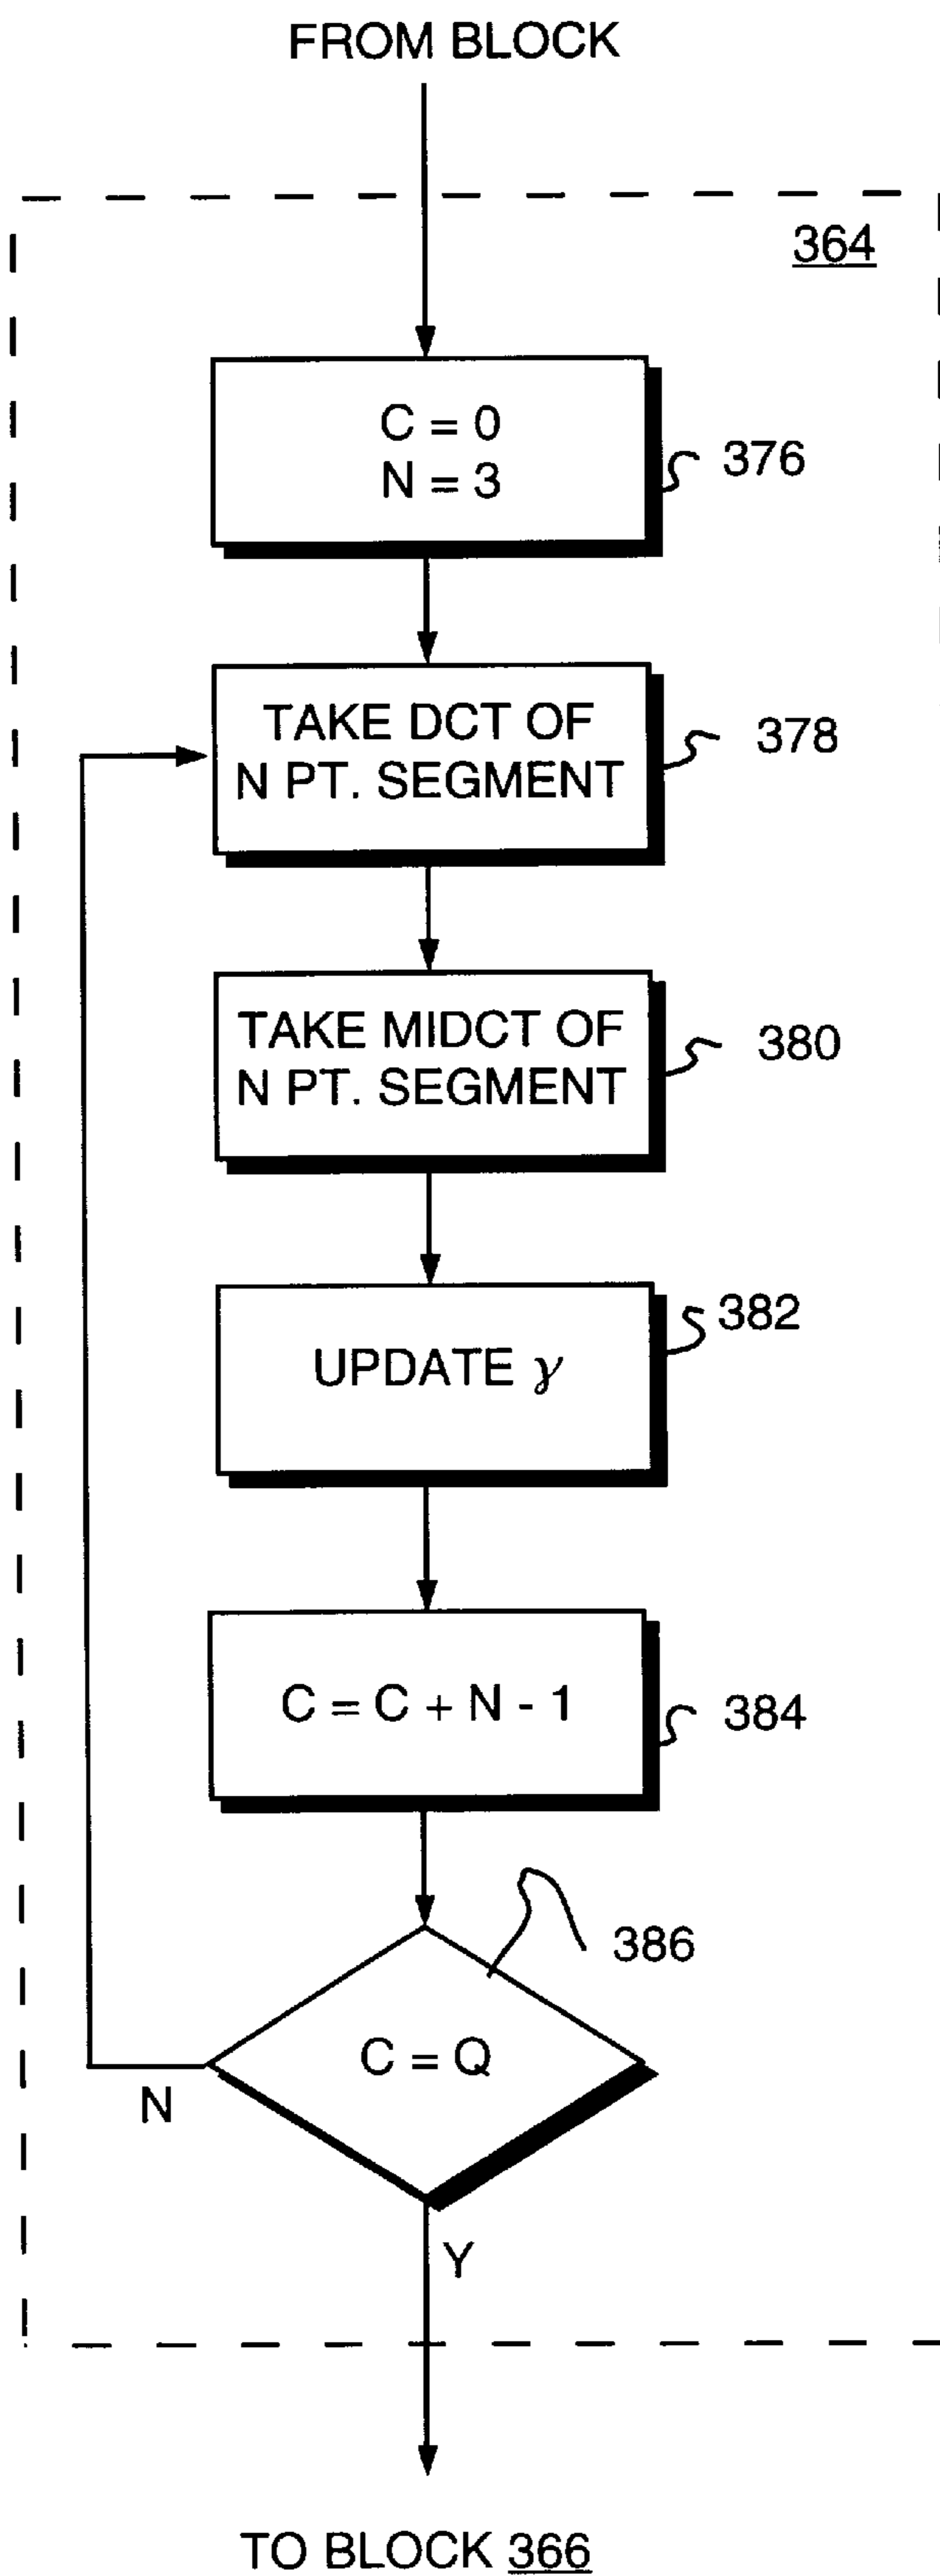 FROM BLOCK
364
C = 0
N = 3
376
TAKE DCT OF
N PT. SEGMENT
378
TAKE MIDCT OF
N PT. SEGMENT
380
UPDATE γ
382
C = C + N - 1
384
C = Q
386
N
Y
TO BLOCK 366